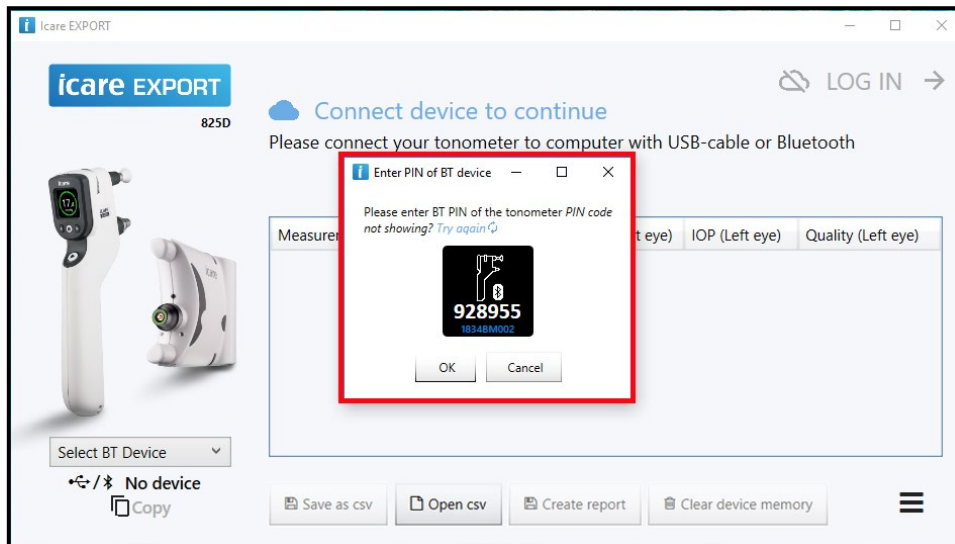 Icare EXPORT
icare EXPORT
825D
LOG IN
Connect device to continue
Please connect your tonometer to computer with USB-cable or Bluetooth
Enter PIN of BT device
Please enter BT PIN of the tonometer PIN code
not showing? Try again
928955
1834BM002
OK
Cancel
Measurer
t eye)
IOP (Left eye)
Quality (Left eye)
Select BT Device
/ No device
Copy
Save as csv
Open csv
Create report
Clear device memory